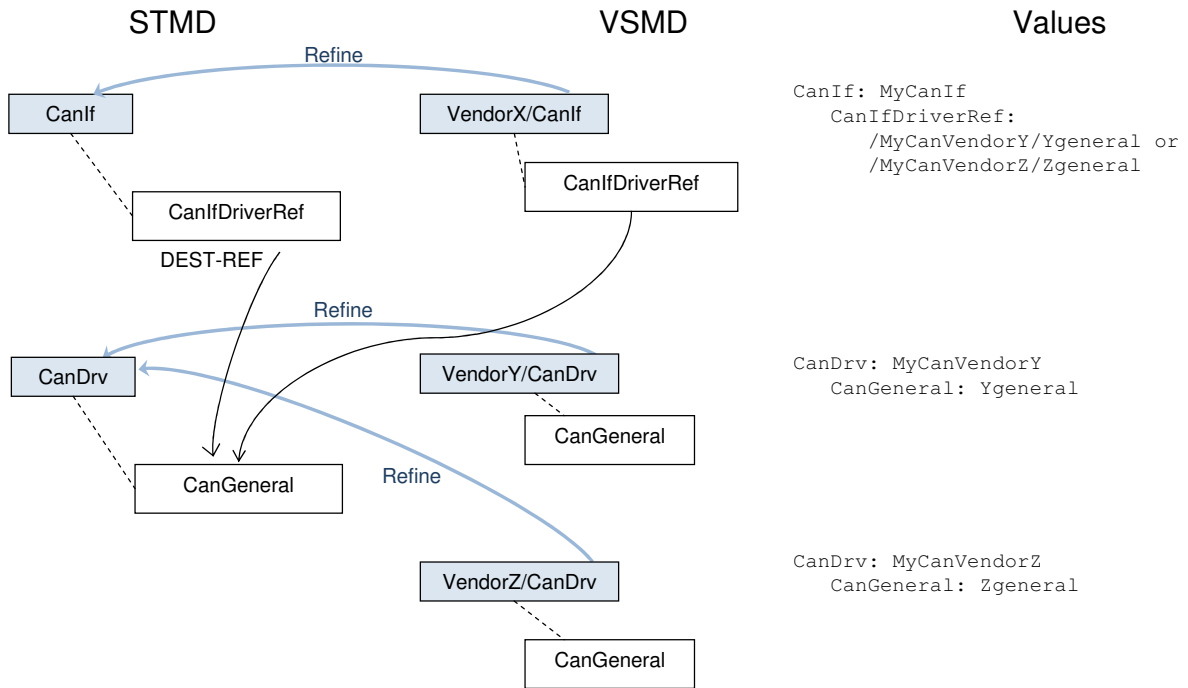 STMD
VSMD
Values
Refine
CanIf
VendorX/CanIf
CanIf: MyCanIf
CanIfDriverRef:
/MyCanVendorY/Ygeneral or
/MyCanVendorZ/Zgeneral
CanIfDriverRef
CanIfDriverRef
DEST-REF
Refine
CanDrv
VendorY/CanDrv
CanDrv: MyCanVendorY
CanGeneral: Ygeneral
CanGeneral
CanGeneral
Refine
VendorZ/CanDrv
CanDrv: MyCanVendorZ
CanGeneral: Zgeneral
CanGeneral